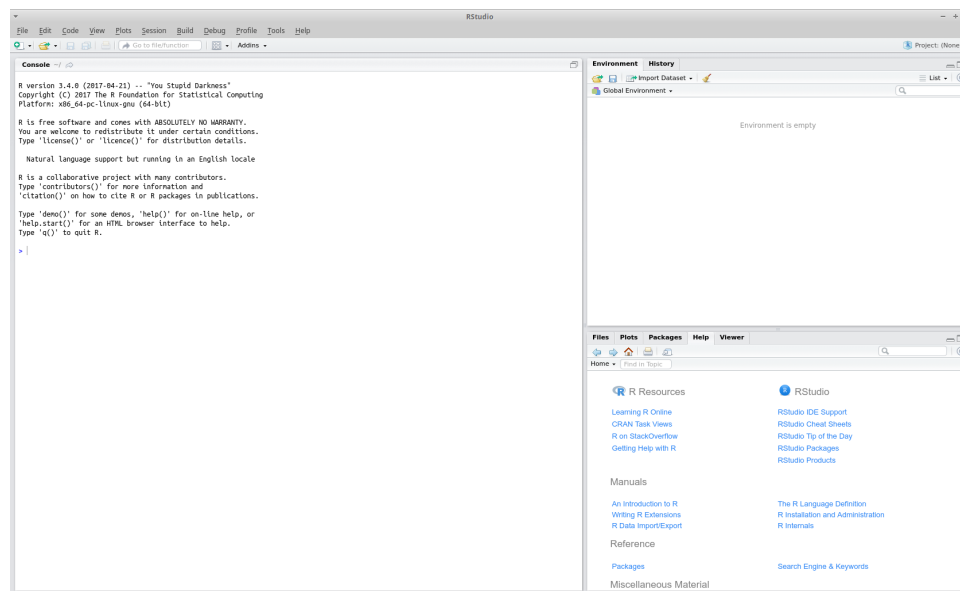 RStudio
File Edit Code View Plots Session Build Debug Profile Tools Help
Go to file/function Addins Project: (None
Console ~/
R version 3.4.0 (2017-04-21) -- "You Stupid Darkness"
Copyright (C) 2017 The R Foundation for Statistical Computing
Platform: x86_64-pc-linux-gnu (64-bit)
R is free software and comes with ABSOLUTELY NO WARRANTY.
You are welcome to redistribute it under certain conditions.
Type 'license()' or 'licence()' for distribution details.
Natural language support but running in an English locale
R is a collaborative project with many contributors.
Type 'contributors()' for more information and
'citation()' on how to cite R or R packages in publications.
Type 'demo()' for some demos, 'help()' for on-line help, or
'help.start()' for an HTML browser interface to help.
Type 'q()' to quit R.
>
Environment History
Import Dataset List
Global Environment
Environment is empty
Files Plots Packages Help Viewer
Home Find in Topic
R Resources
Learning R Online
CRAN Task Views
R on StackOverflow
Getting Help with R
RStudio
RStudio IDE Support
RStudio Cheat Sheets
RStudio Tip of the Day
RStudio Packages
RStudio Products
Manuals
An Introduction to R
Writing R Extensions
R Data Import/Export
The R Language Definition
R Installation and Administration
R Internals
Reference
Packages
Search Engine & Keywords
Miscellaneous Material